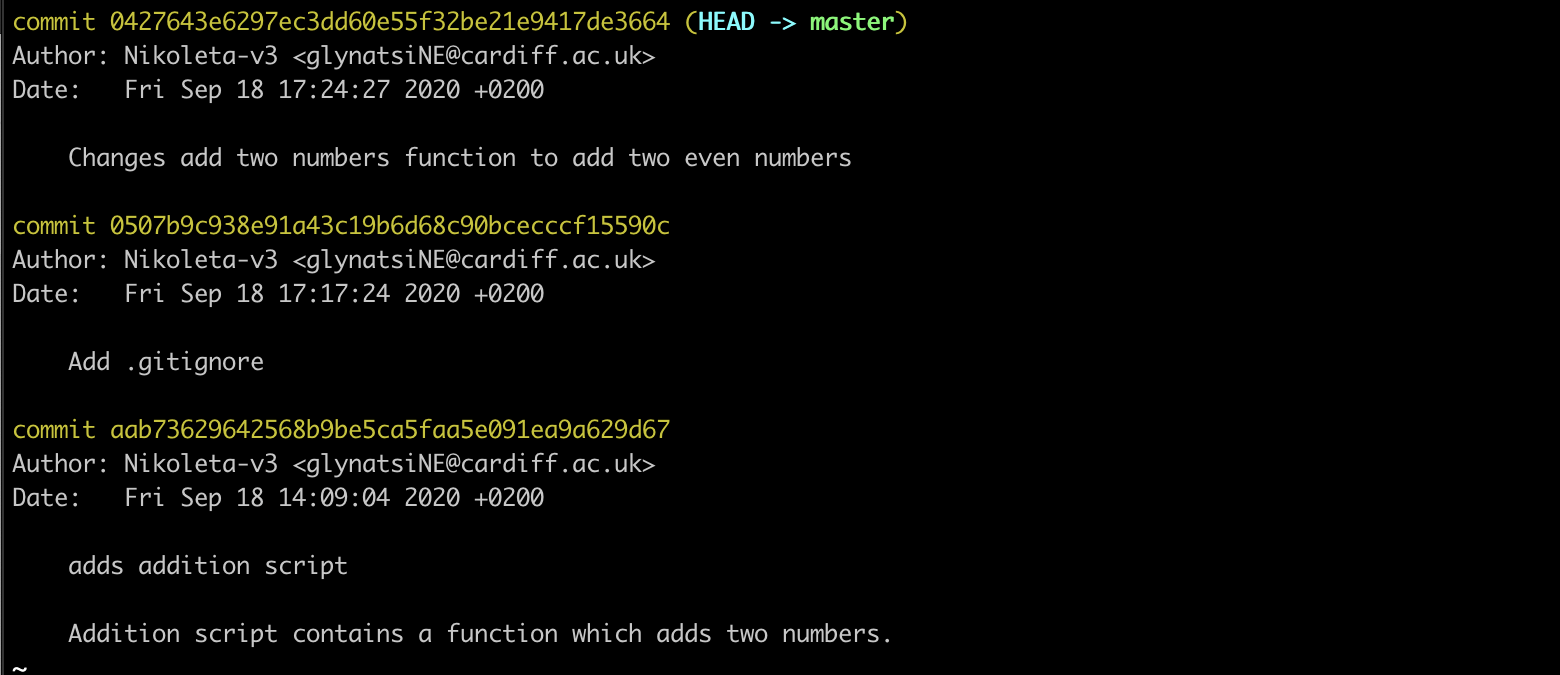 commit 0427643e6297ec3dd60e55f32be21e9417de3664 (HEAD -> master)
Author: Nikoleta-v3 <glynatsiNE@cardiff.ac.uk>
Date:   Fri Sep 18 17:24:27 2020 +0200
Changes add two numbers function to add two even numbers
commit 0507b9c938e91a43c19b6d68c90bcecccf15590c
Author: Nikoleta-v3 <glynatsiNE@cardiff.ac.uk>
Date:   Fri Sep 18 17:17:24 2020 +0200
Add .gitignore
commit aab73629642568b9be5ca5faa5e091ea9a629d67
Author: Nikoleta-v3 <glynatsiNE@cardiff.ac.uk>
Date:   Fri Sep 18 14:09:04 2020 +0200
adds addition script
Addition script contains a function which adds two numbers.
~